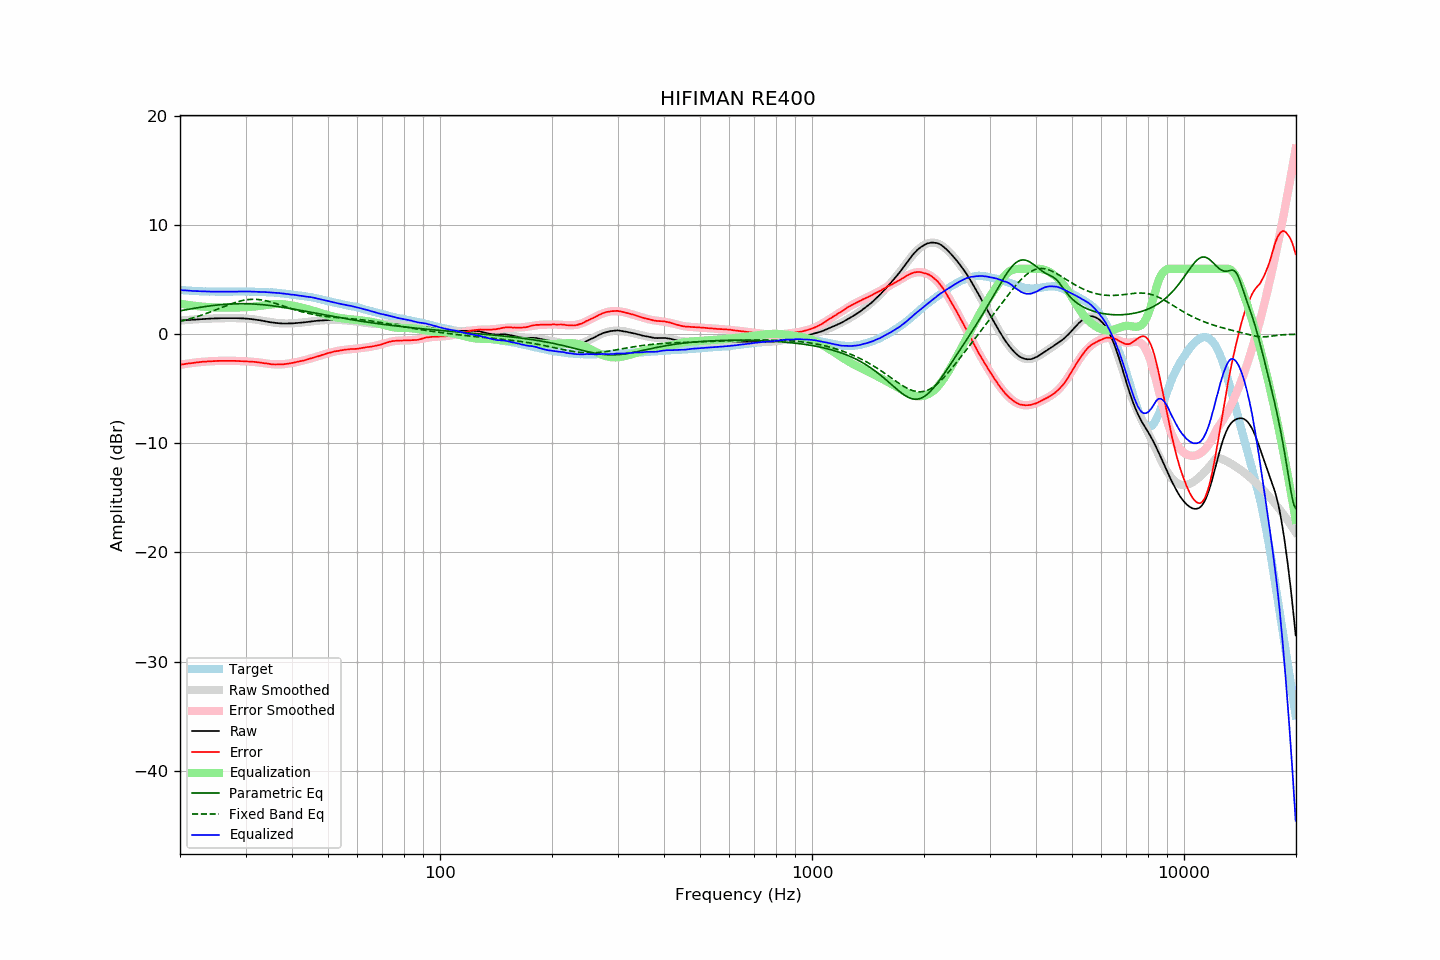 HIFIMAN RE400
20
10
0
−10
−20
−30
−40
Amplitude (dBr)
Target
Raw Smoothed
Error Smoothed
Raw
Error
Equalization
Parametric Eq
Fixed Band Eq
Equalized
100
1000
10000
Frequency (Hz)